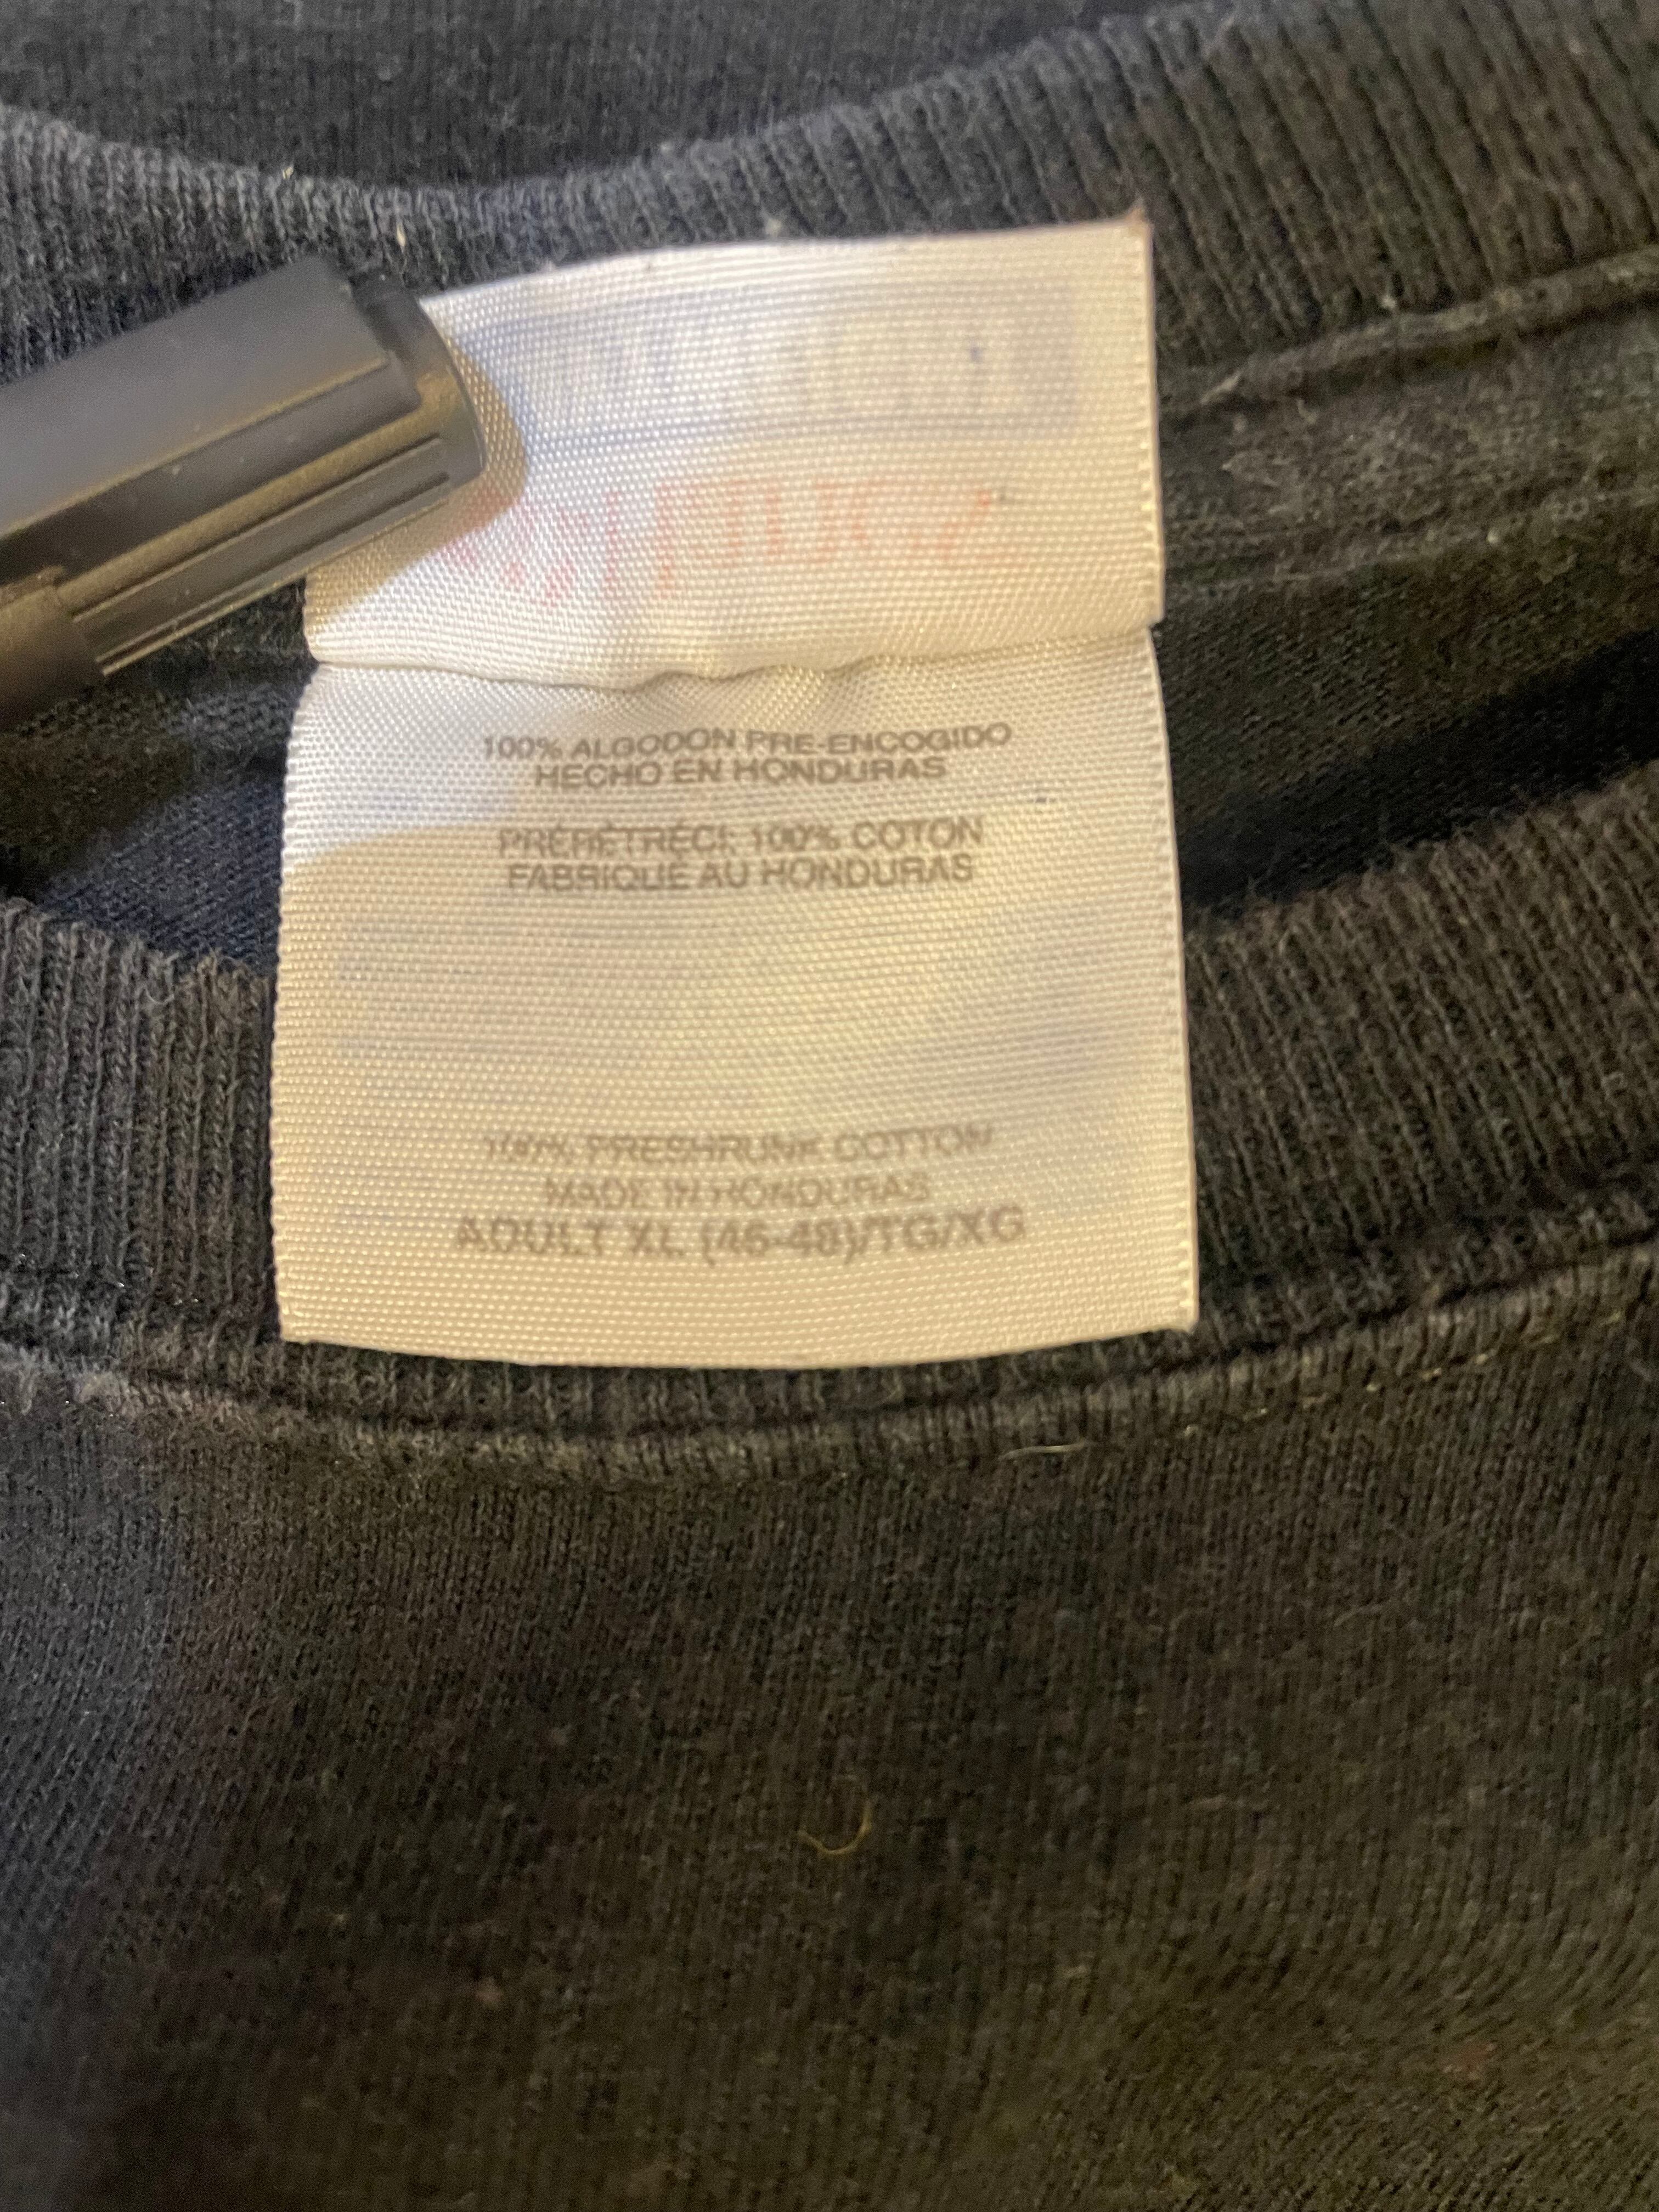 100% ALGODON PRE-ENCOGIDO
HECHO EN HONDURAS
PRÉRÉTRÉCI, 100% COTON
FABRIQUÉ AU HONDURAS
100% PRESHRUNK COTTON
MADE IN HONDURAS
ADULT XL (46-48)/TG/XG